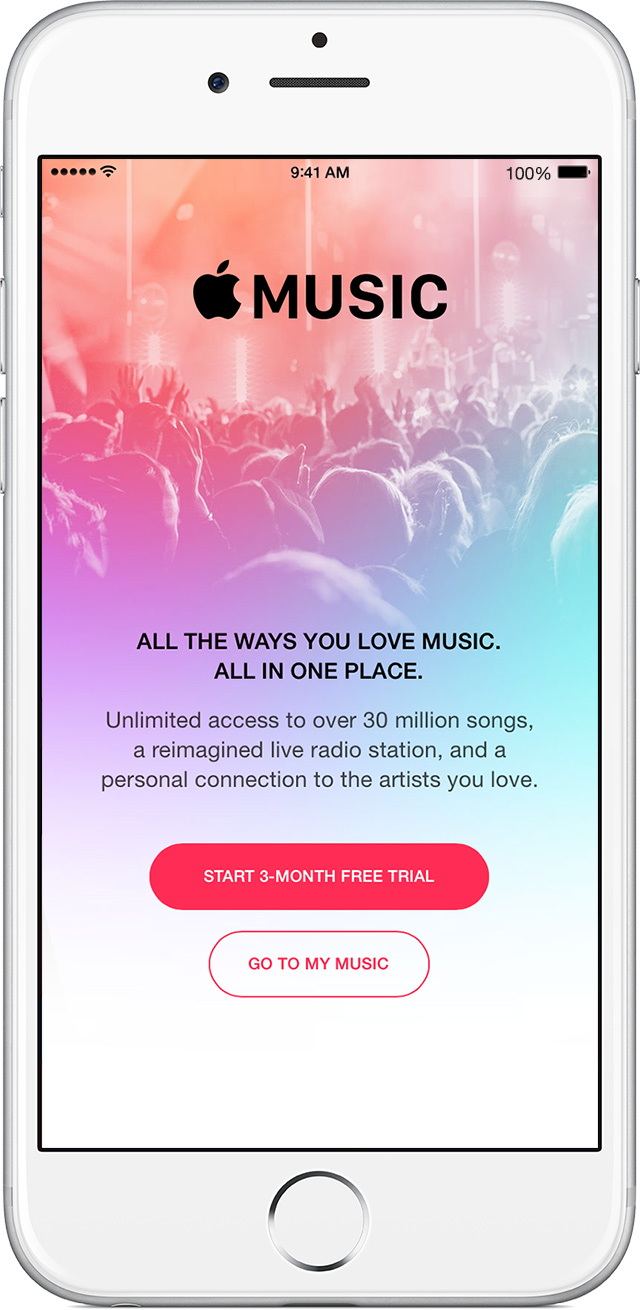 9:41 AM
100%
MUSIC
ALL THE WAYS YOU LOVE MUSIC.
ALL IN ONE PLACE.
Unlimited access to over 30 million songs,
a reimagined live radio station, and a
personal connection to the artists you love.
START 3-MONTH FREE TRIAL
GO TO MY MUSIC